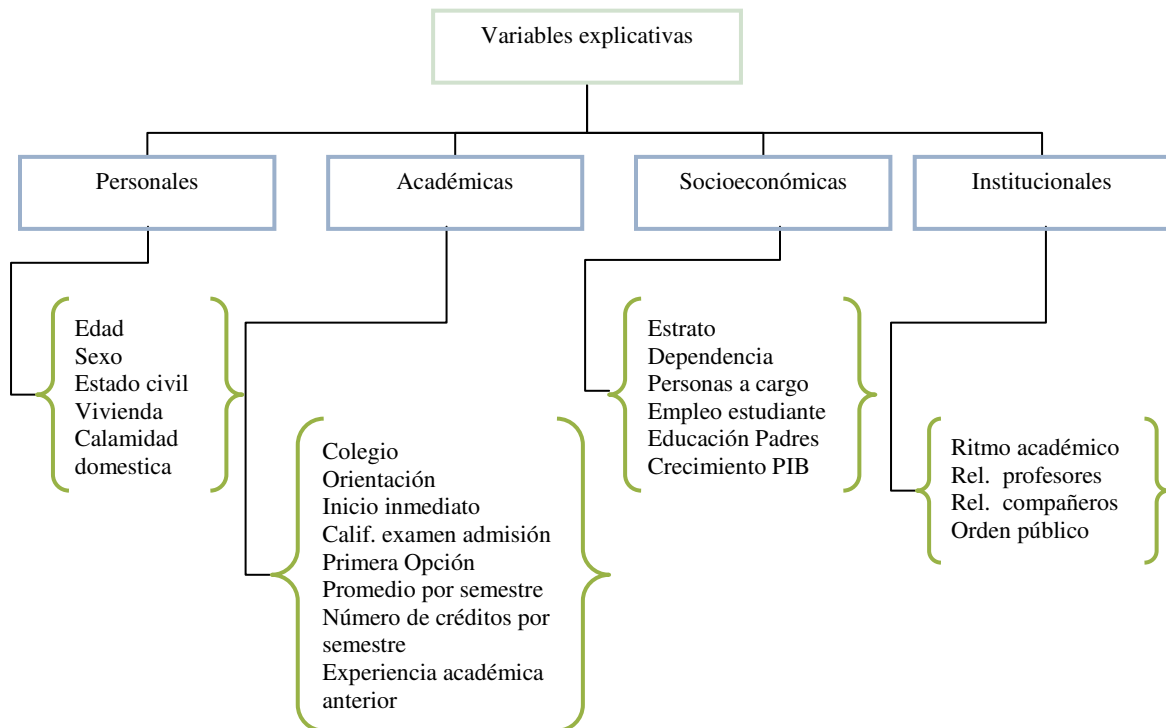 Variables explicativas
Personales
Académicas
Socioeconómicas
Institucionales
Edad
Sexo
Estado civil
Vivienda
Calamidad
domestica
Colegio
Orientación
Inicio inmediato
Calif. examen admisión
Primera Opción
Promedio por semestre
Número de créditos por
semestre
Experiencia académica
anterior
Estrato
Dependencia
Personas a cargo
Empleo estudiante
Educación Padres
Crecimiento PIB
Ritmo académico
Rel. profesores
Rel. compañeros
Orden público